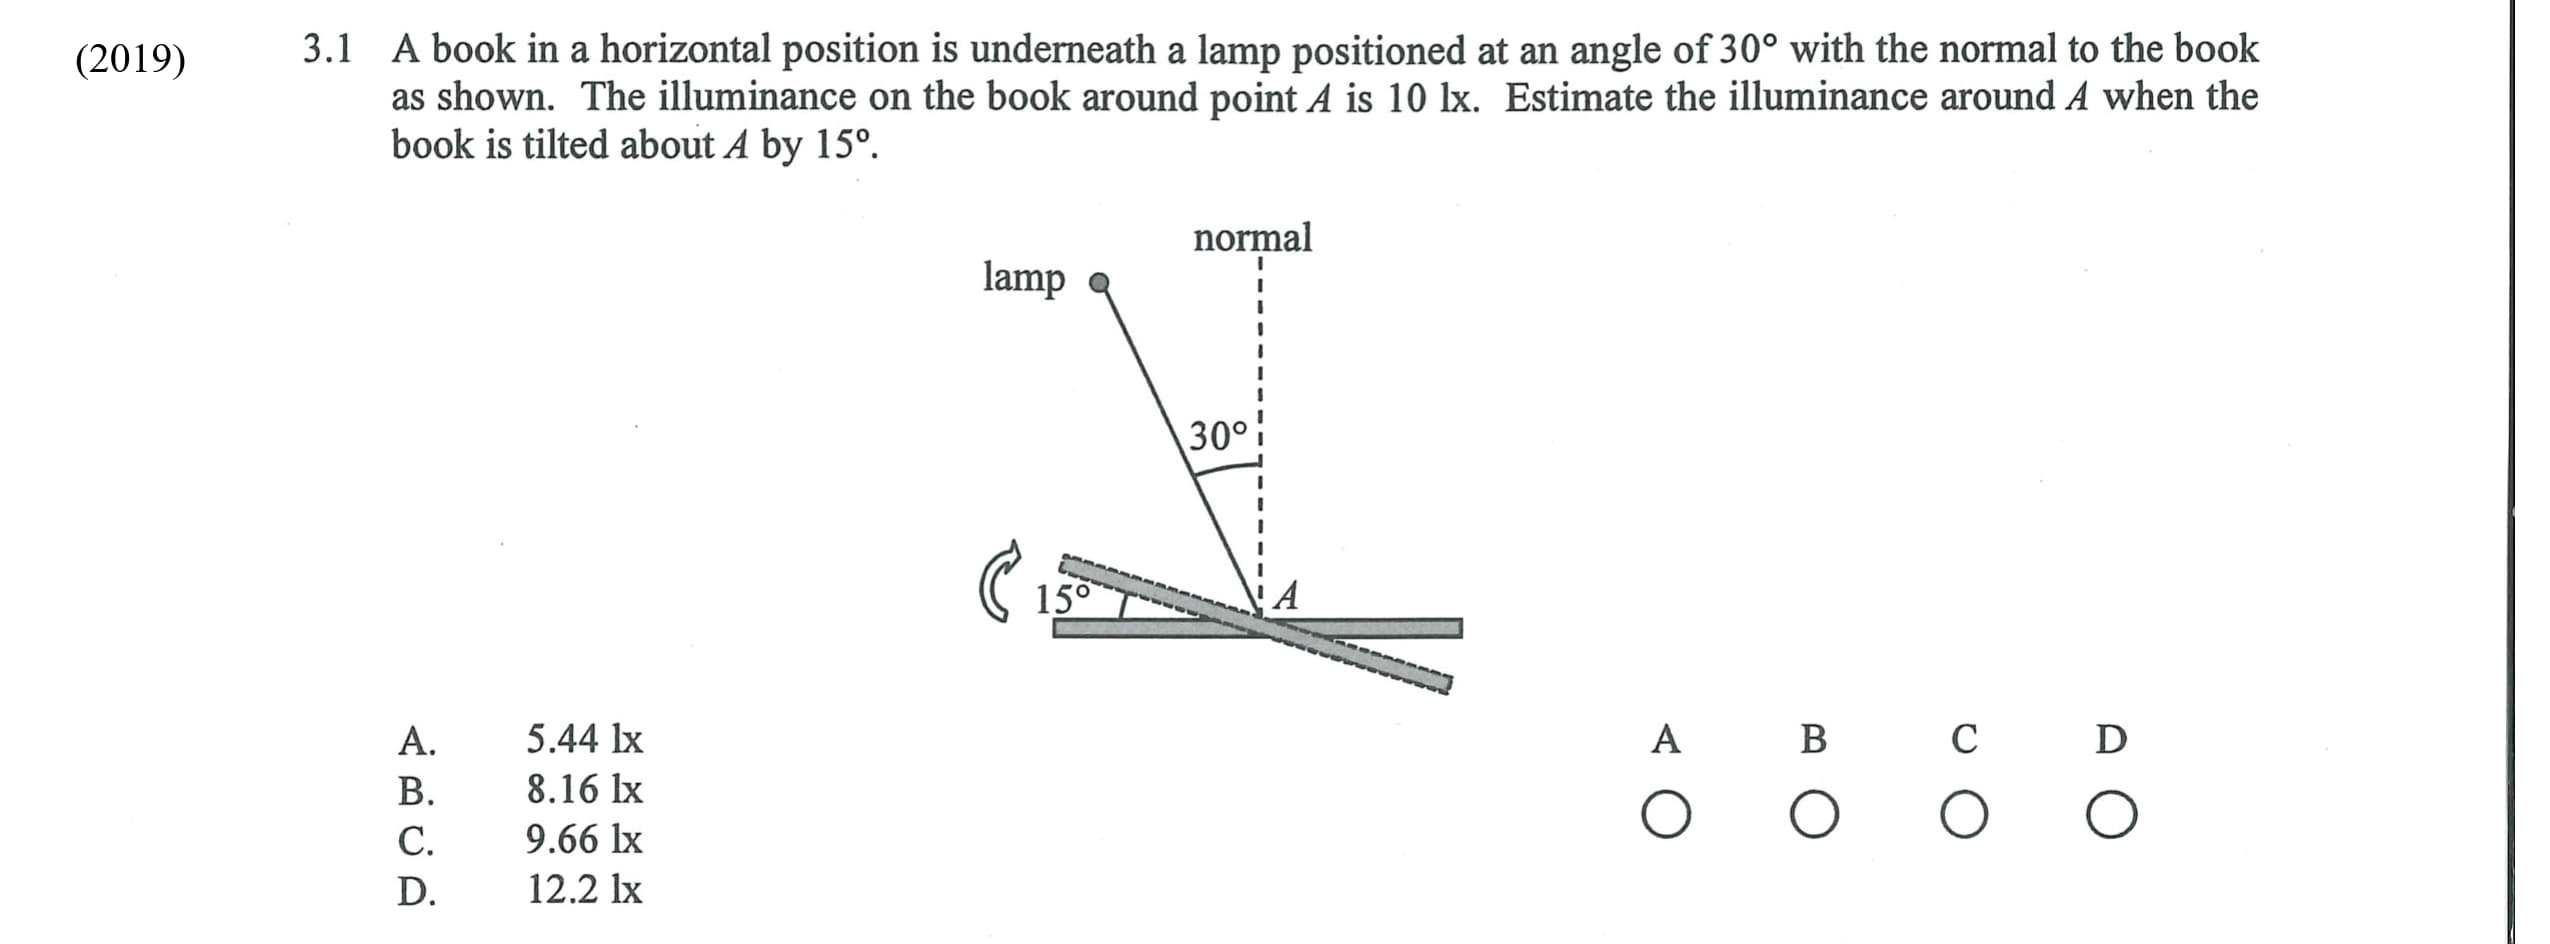 (2019)
3.1 A book in a horizontal position is underneath a lamp positioned at an angle of 30° with the normal to the book
as shown. The illuminance on the book around point A is 10 lx. Estimate the illuminance around A when the
book is tilted about A by 15°.
normal
lamp
30°
15°
A
A. 5.44 lx
B. 8.16 lx
C. 9.66 lx
D. 12.2 lx
A B C D